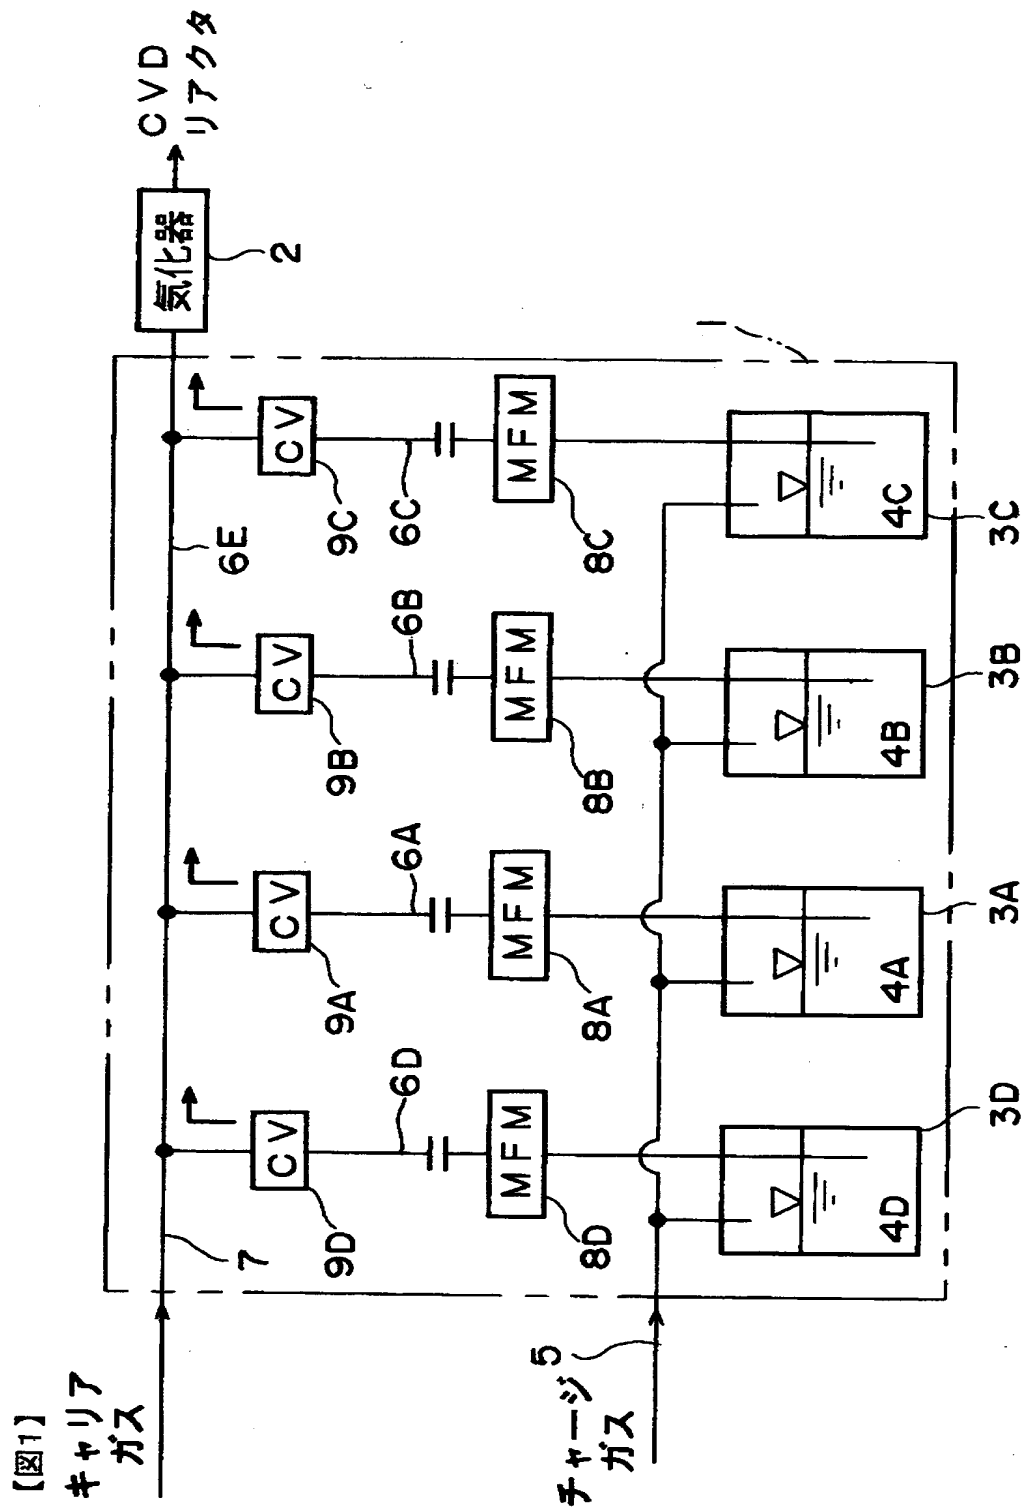 【図1】
キャリア
ガス
7
6E
気化器
2
CVD
リアクタ
CV
9D
CV
9A
CV
9B
CV
9C
6D
6A
6B
6C
MFM
8D
MFM
8A
MFM
8B
MFM
8C
チャージ
ガス
5
4D
4A
4B
4C
3D
3A
3B
3C
1